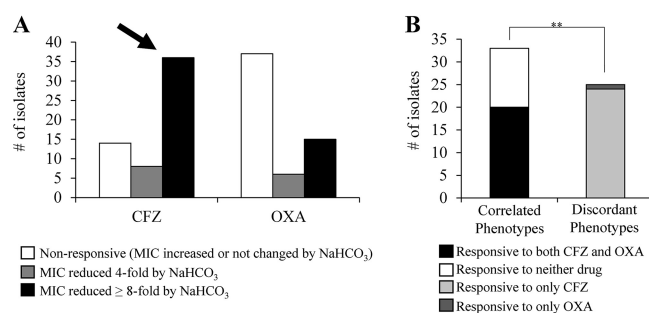 A
# of isolates
40
35
30
25
20
15
10
5
0
CFZ
OXA
Non-responsive (MIC increased or not changed by NaHCO3)
MIC reduced 4-fold by NaHCO3
MIC reduced ≥ 8-fold by NaHCO3
B
**
# of isolates
35
30
25
20
15
10
5
0
Correlated
Phenotypes
Discordant
Phenotypes
Responsive to both CFZ and OXA
Responsive to neither drug
Responsive to only CFZ
Responsive to only OXA